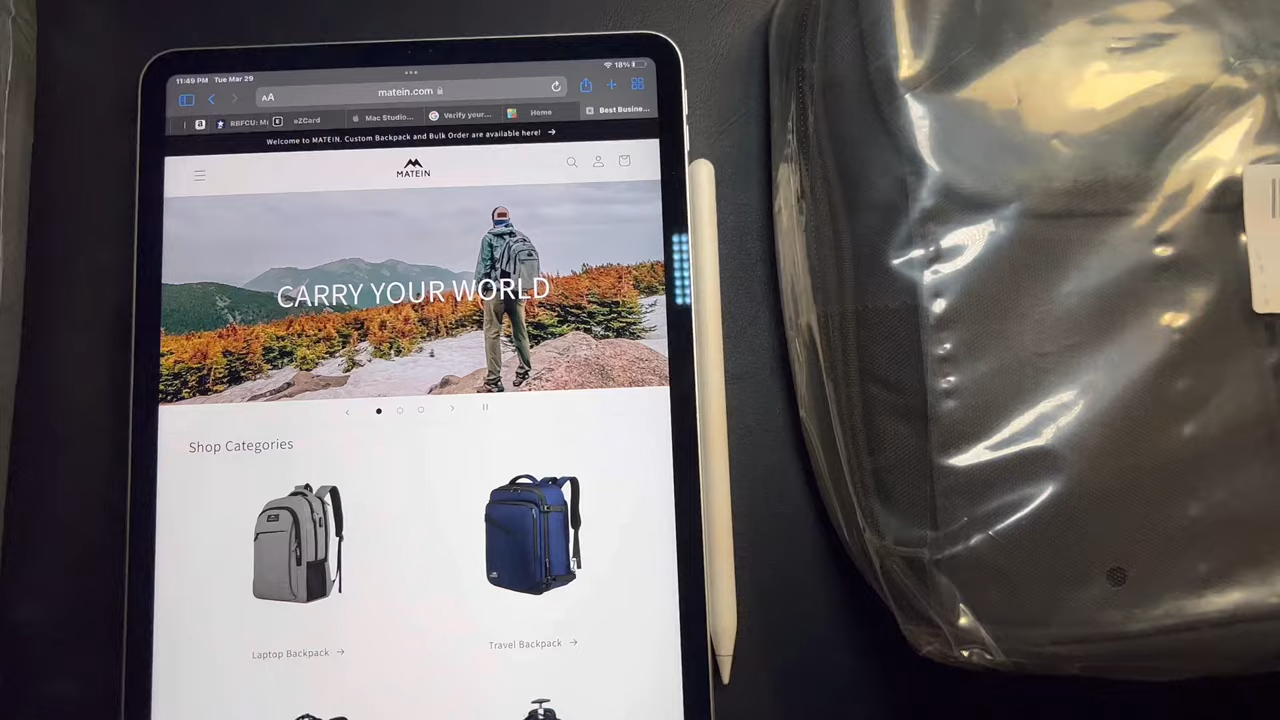 11:49 PM Tue Mar 29
18%
AA matein.com
a RBFCU: M E eZCard Mac Studio... G Verify your... Home Best Busine...
Welcome to MATEIN. Custom Backpack and Bulk Order are available here! →
MATEIN
CARRY YOUR WORLD
Shop Categories
Laptop Backpack →
Travel Backpack →